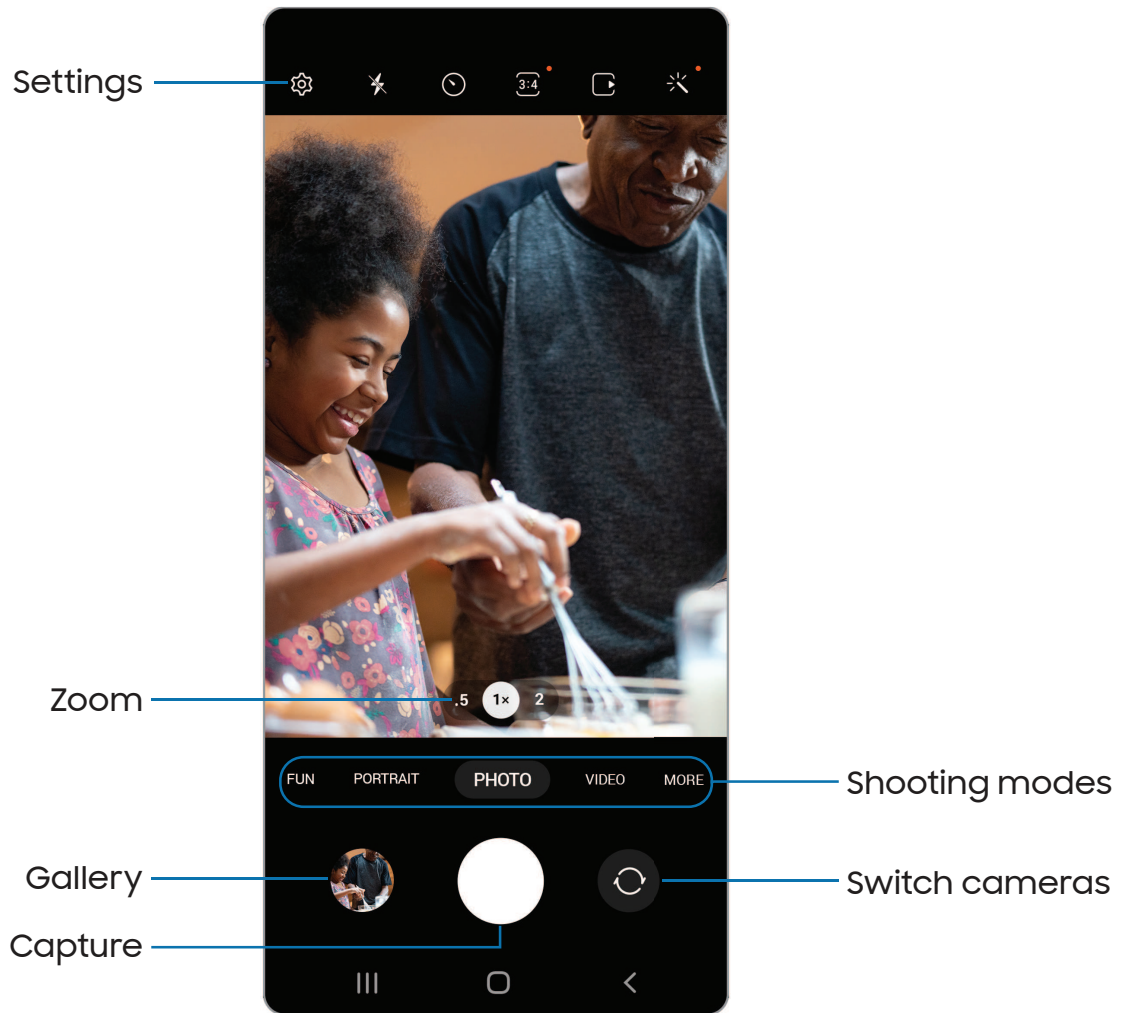 Settings
3:4
Zoom
.5 1× 2
FUN PORTRAIT PHOTO VIDEO MORE
Shooting modes
Gallery
Switch cameras
Capture